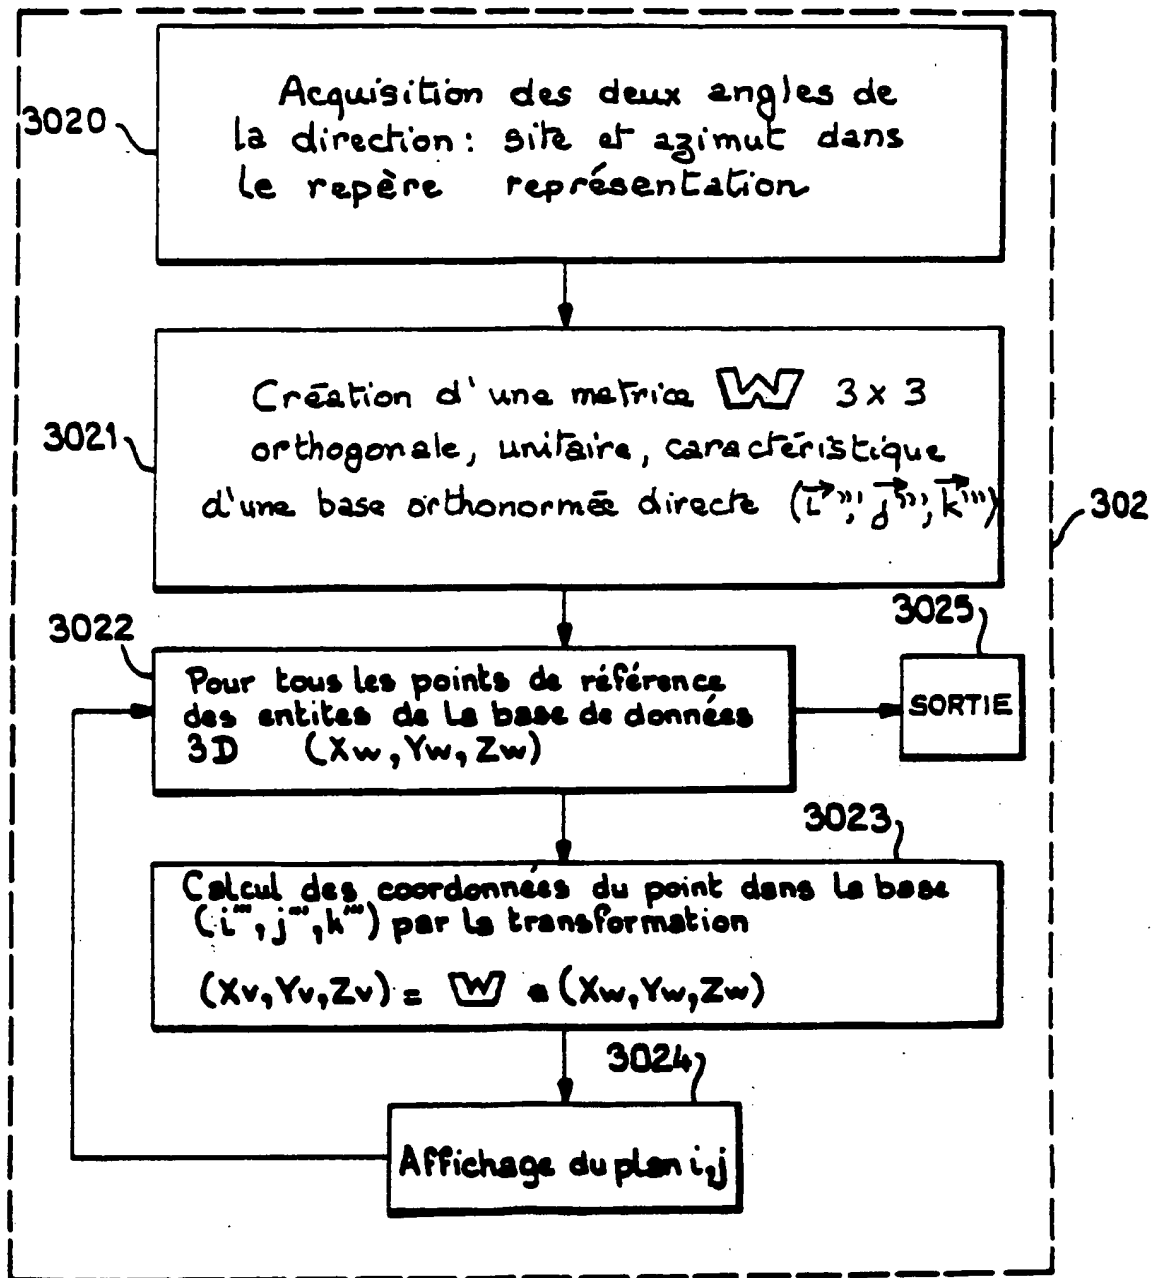 3020
Acquisition des deux angles de
la direction: site et azimut dans
le repère représentation
3021
Création d'une matrice W 3 x 3
orthogonale, unitaire, caractéristique
d'une base orthonormée directe (i''', j''', k''')
302
3022
Pour tous les points de référence
des entites de la base de données
3D (Xw, Yw, Zw)
3025
SORTIE
3023
Calcul des coordonnées du point dans la base
(i''', j''', k''') par la transformation
(Xv, Yv, Zv) = W • (Xw, Yw, Zw)
3024
Affichage du plan i, j